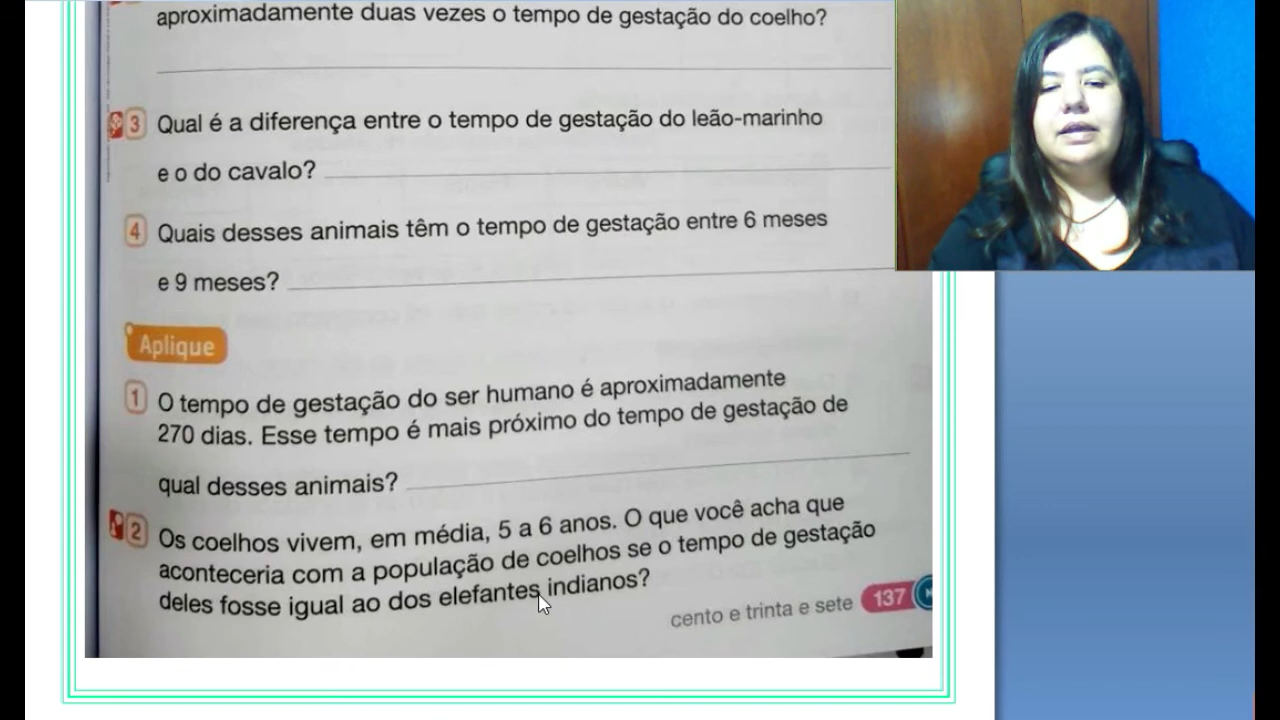 aproximadamente duas vezes o tempo de gestação do coelho?
3 Qual é a diferença entre o tempo de gestação do leão-marinho
e o do cavalo?
4 Quais desses animais têm o tempo de gestação entre 6 meses
e 9 meses?
Aplique
1 O tempo de gestação do ser humano é aproximadamente
270 dias. Esse tempo é mais próximo do tempo de gestação de
qual desses animais?
2 Os coelhos vivem, em média, 5 a 6 anos. O que você acha que
aconteceria com a população de coelhos se o tempo de gestação
deles fosse igual ao dos elefantes indianos?
cento e trinta e sete 137